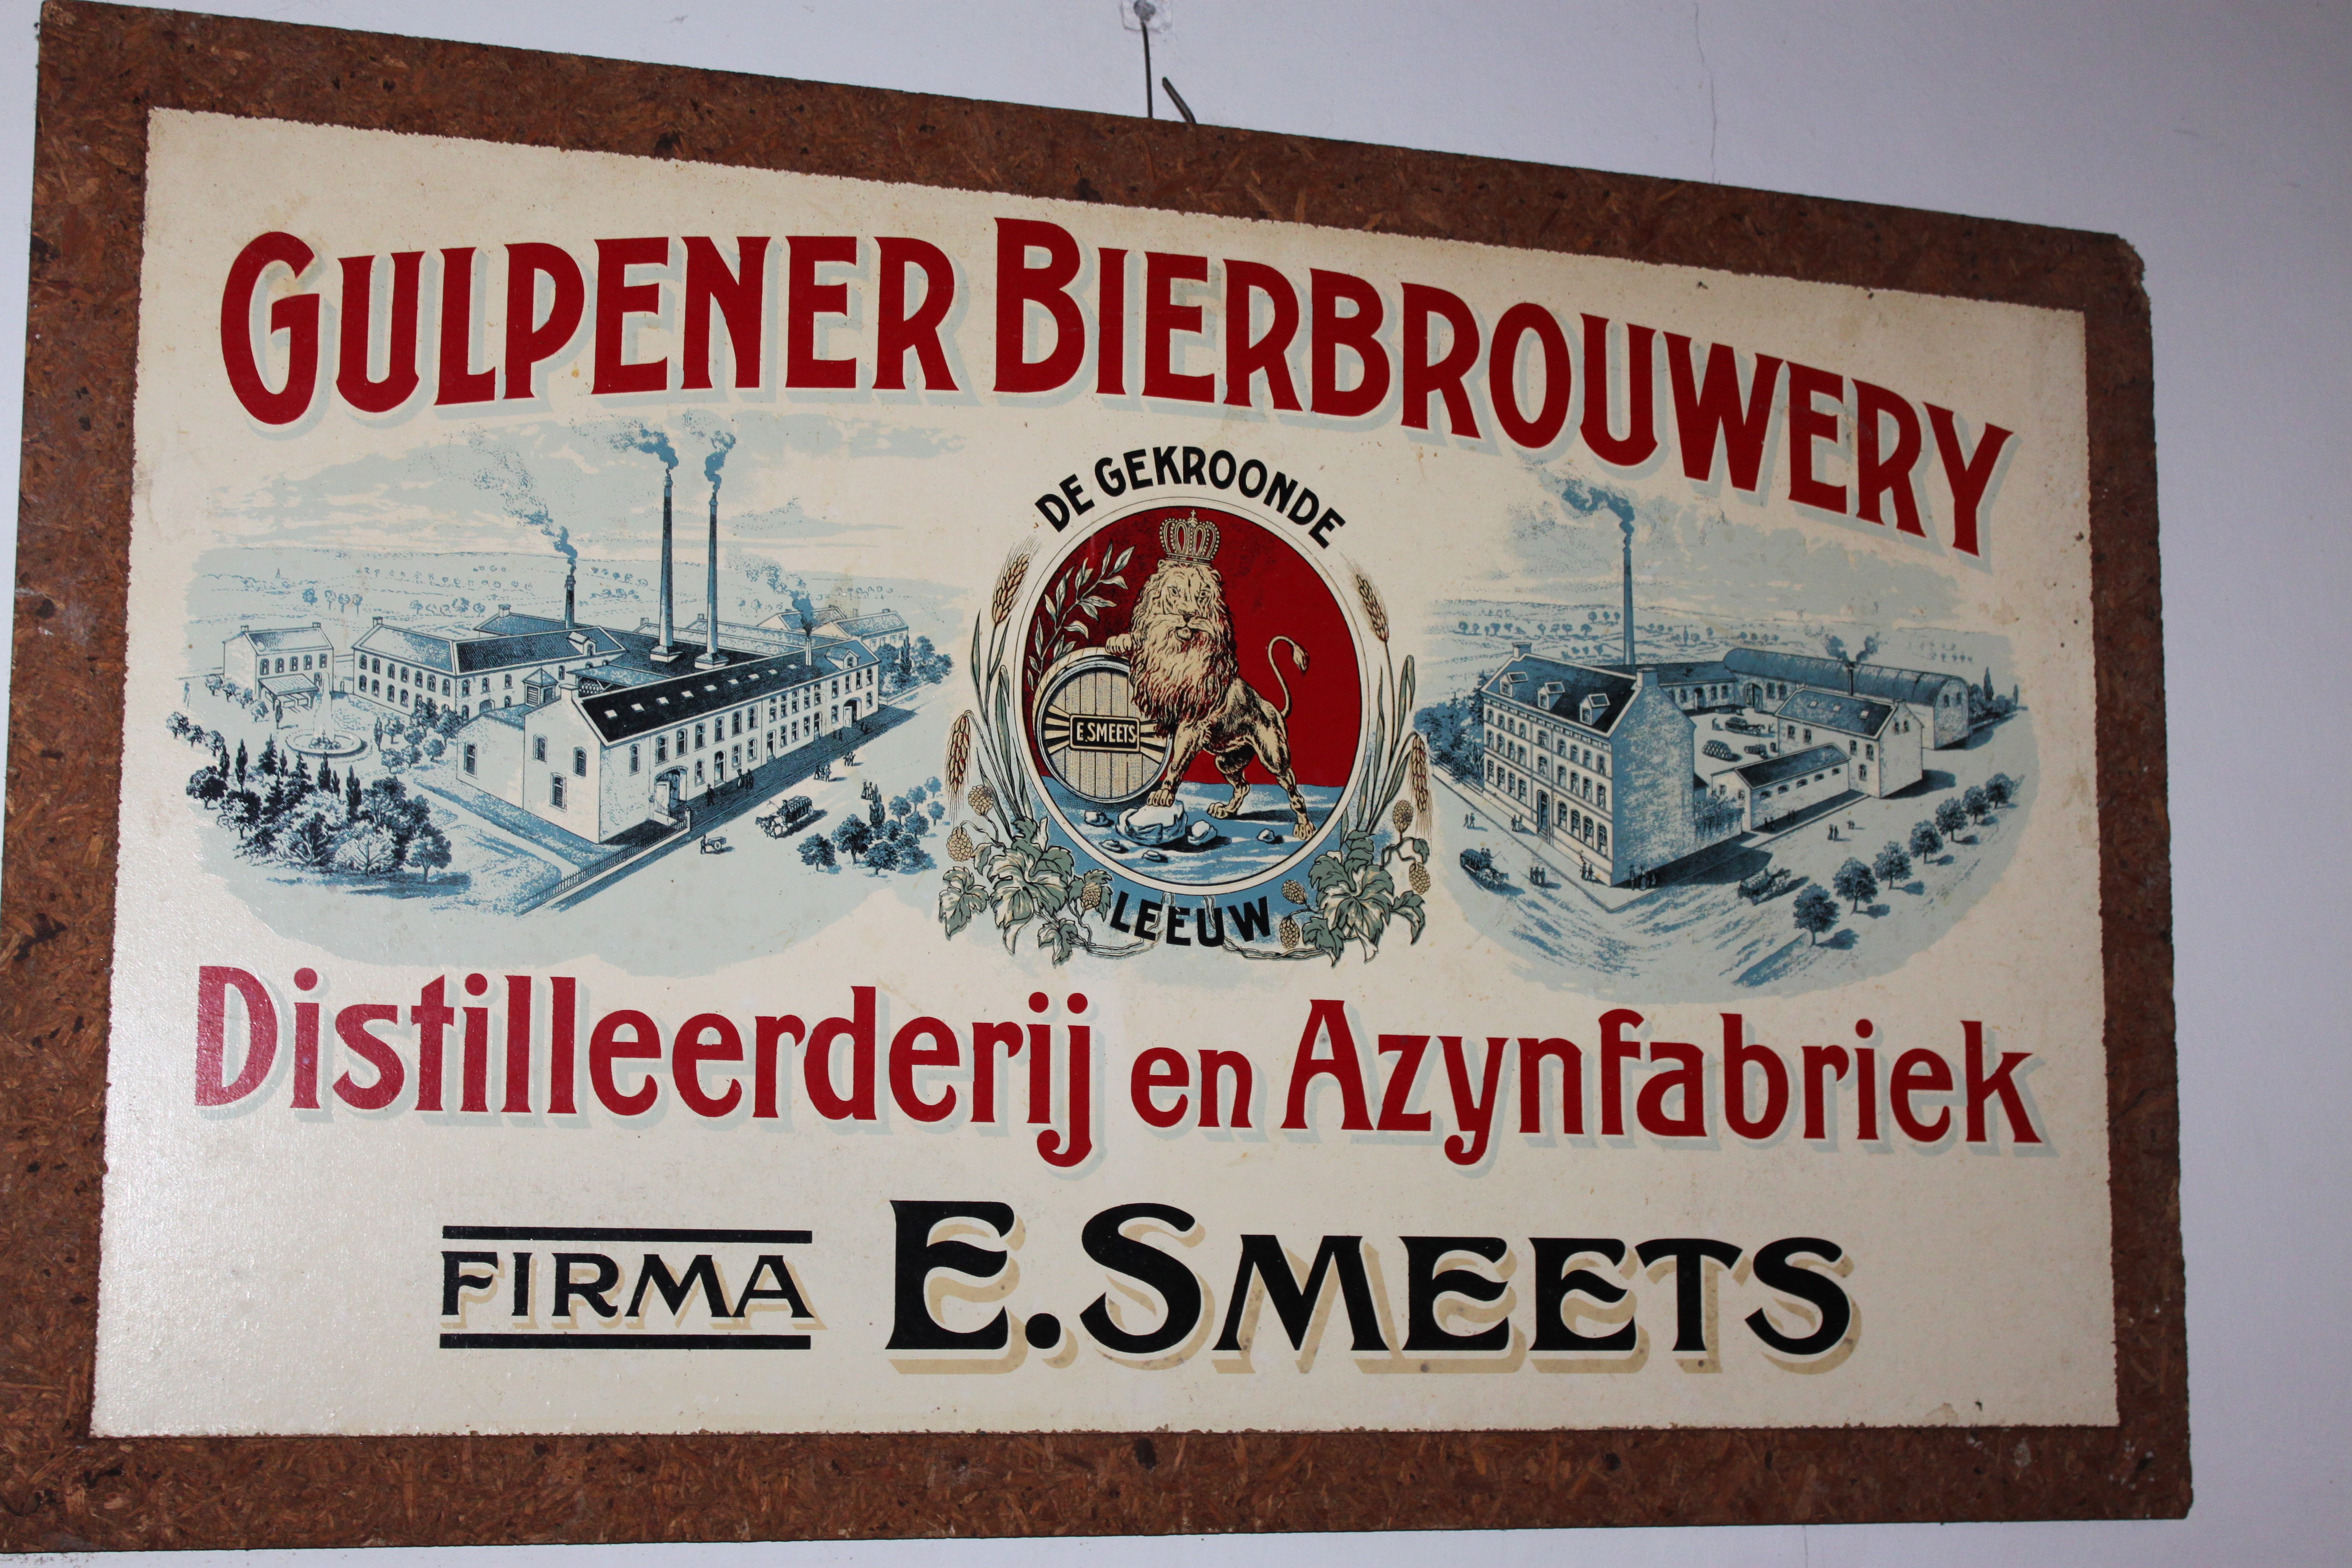 GULPENER BIERBROUWERY
DE GEKROONDE
E.SMEETS
LEEUW
Distilleerderij en Azynfabriek
FIRMA E. SMEETS